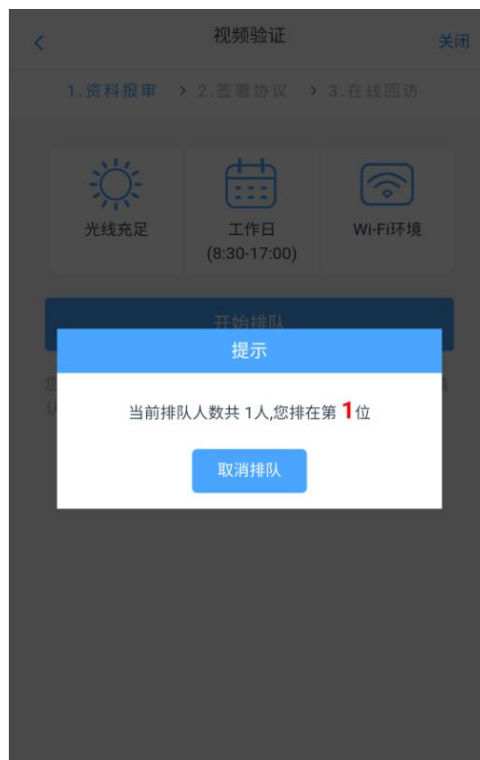 视频验证
关闭
1.资料报审 > 2.签署协议 > 3.在线回访
光线充足
工作日
(8:30-17:00)
Wi-Fi环境
开始排队
提示
当前排队人数共 1人,您排在第 1位
取消排队